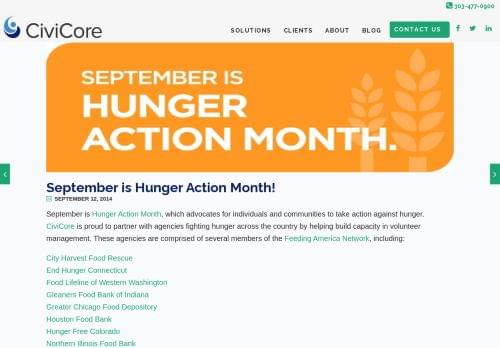 303-477-0900
CiviCore
SOLUTIONS CLIENTS ABOUT BLOG CONTACT US
SEPTEMBER IS
HUNGER
ACTION MONTH.
September is Hunger Action Month!
SEPTEMBER 12, 2014
September is Hunger Action Month, which advocates for individuals and communities to take action against hunger.
CiviCore is proud to partner with agencies fighting hunger across the country by helping build capacity in volunteer
management. These agencies are comprised of several members of the Feeding America Network, including:
City Harvest Food Rescue
End Hunger Connecticut
Food Lifeline of Western Washington
Gleaners Food Bank of Indiana
Greater Chicago Food Depository
Houston Food Bank
Hunger Free Colorado
Northern Illinois Food Bank